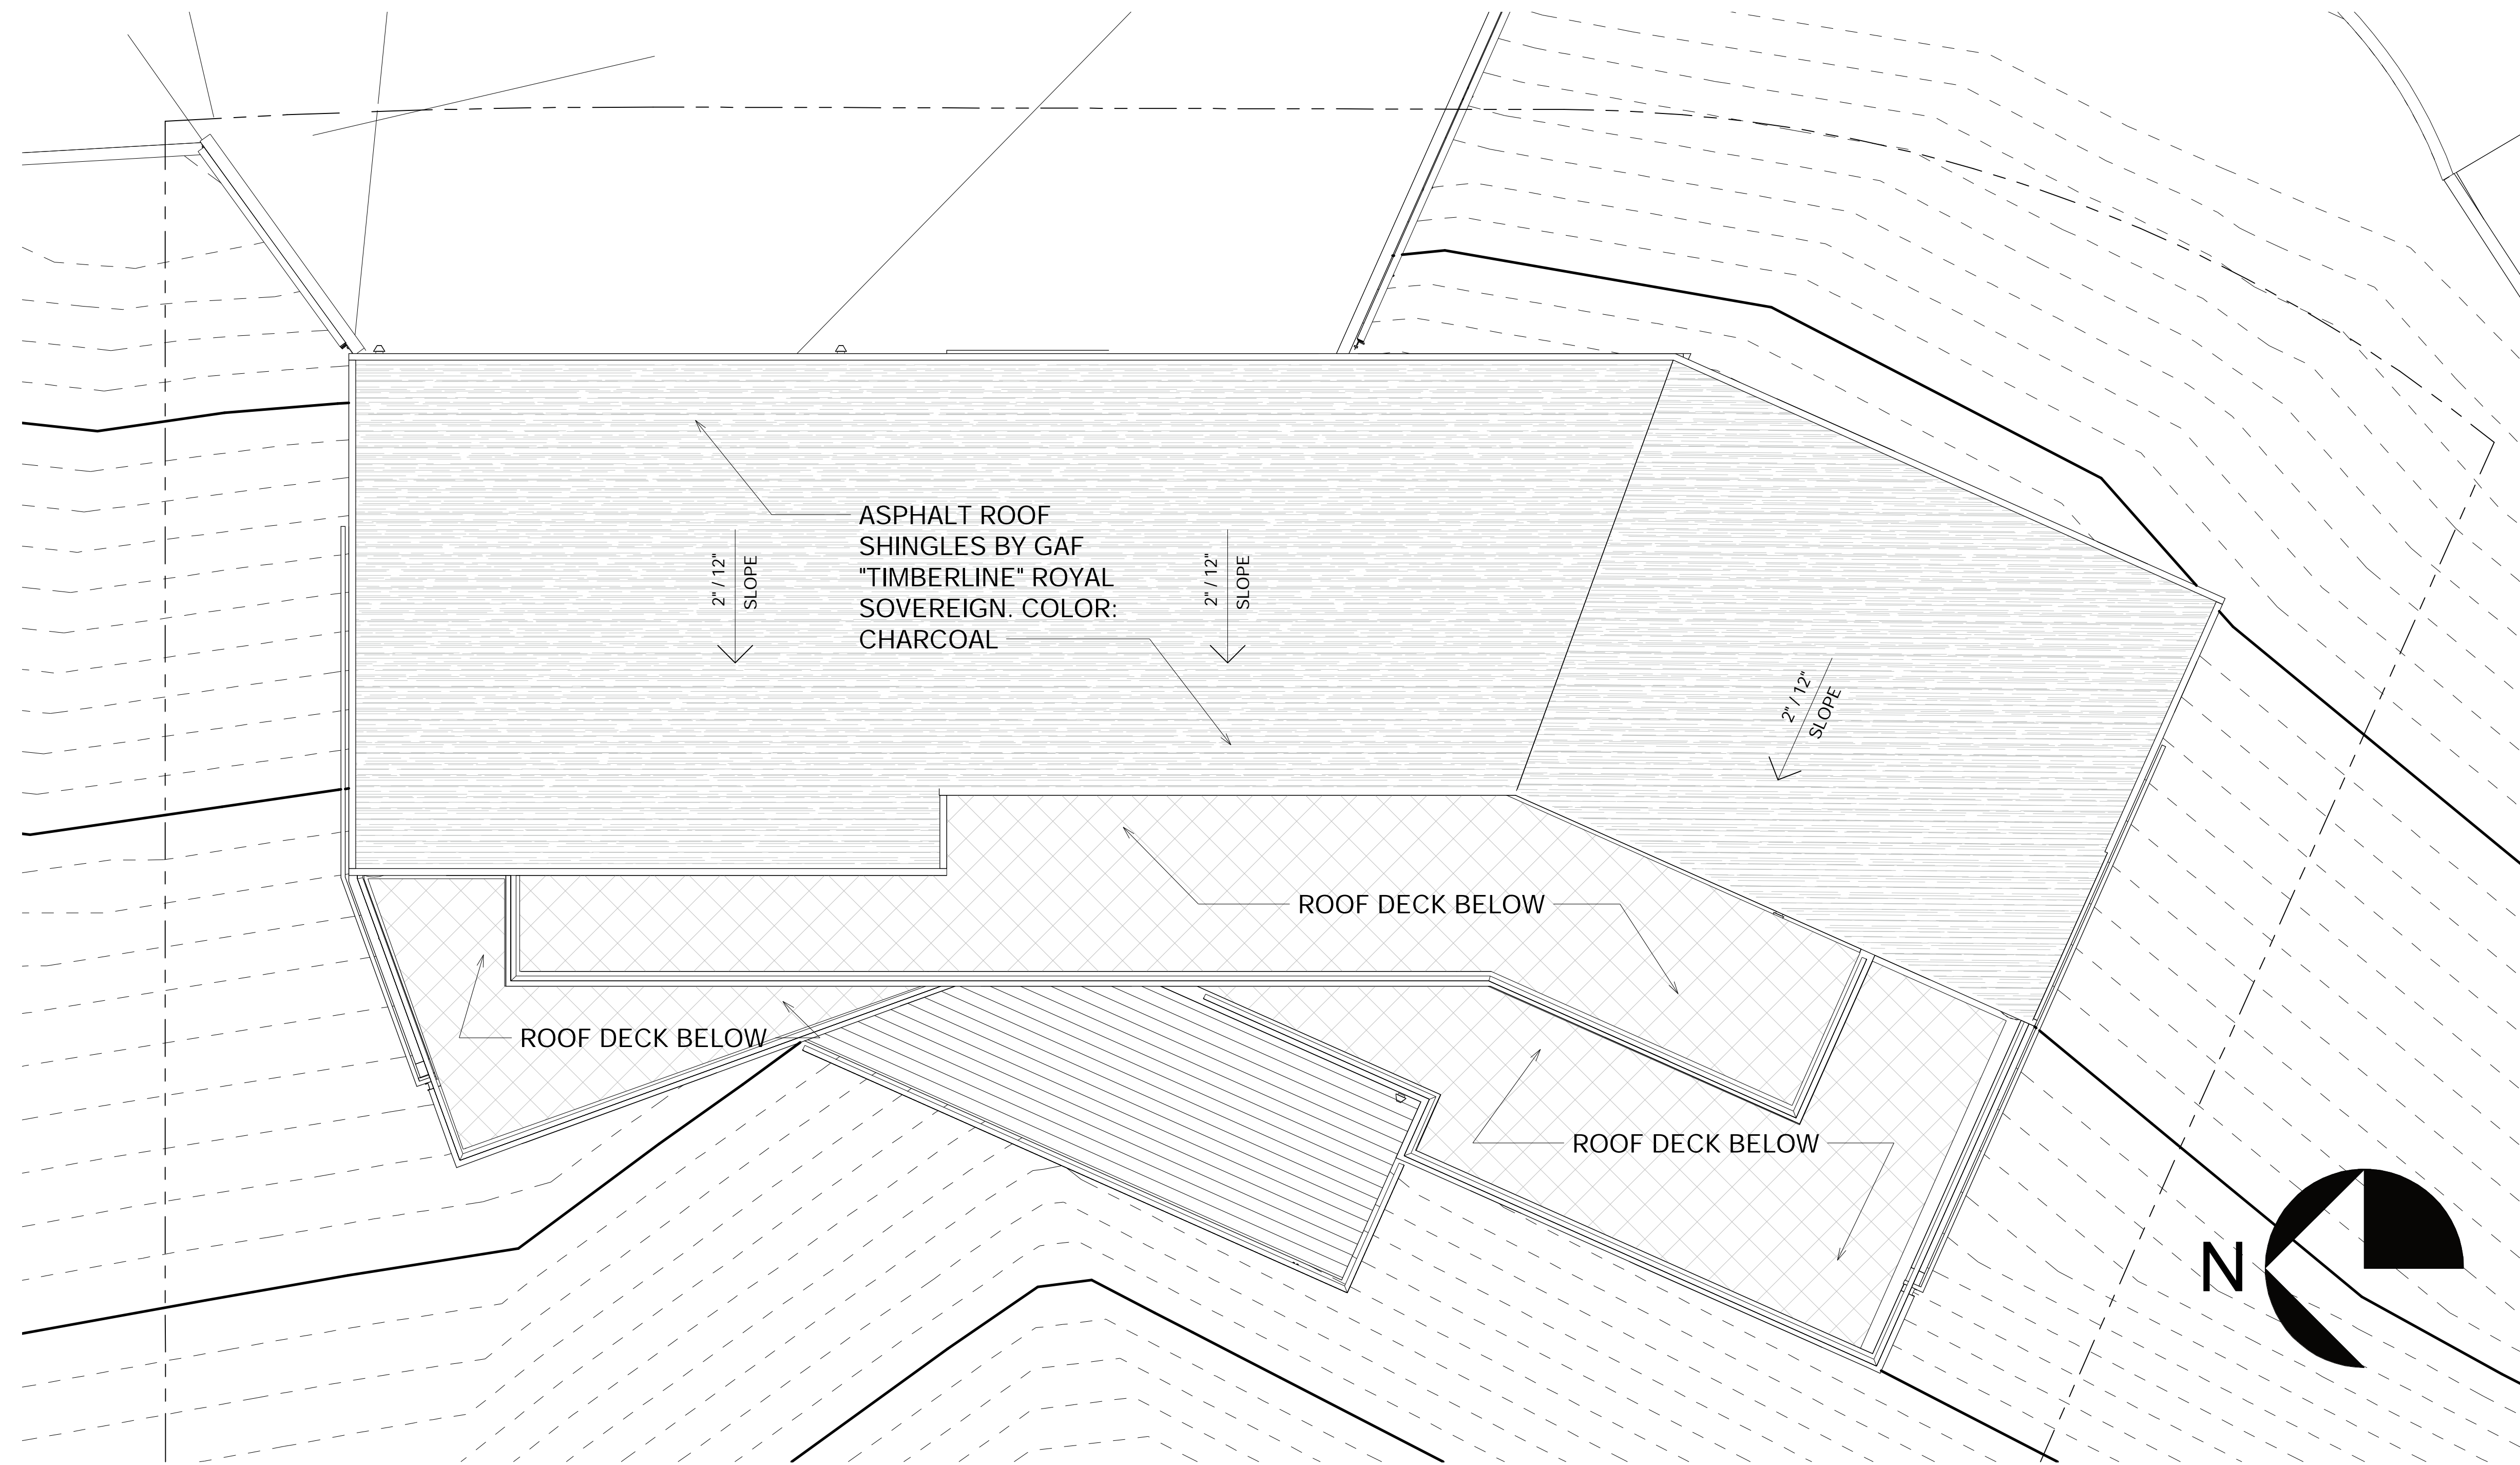 ASPHALT ROOF
SHINGLES BY GAF
"TIMBERLINE" ROYAL
SOVEREIGN. COLOR:
CHARCOAL
2" / 12"
SLOPE
2" / 12"
SLOPE
2" / 12"
SLOPE
ROOF DECK BELOW
ROOF DECK BELOW
ROOF DECK BELOW
N